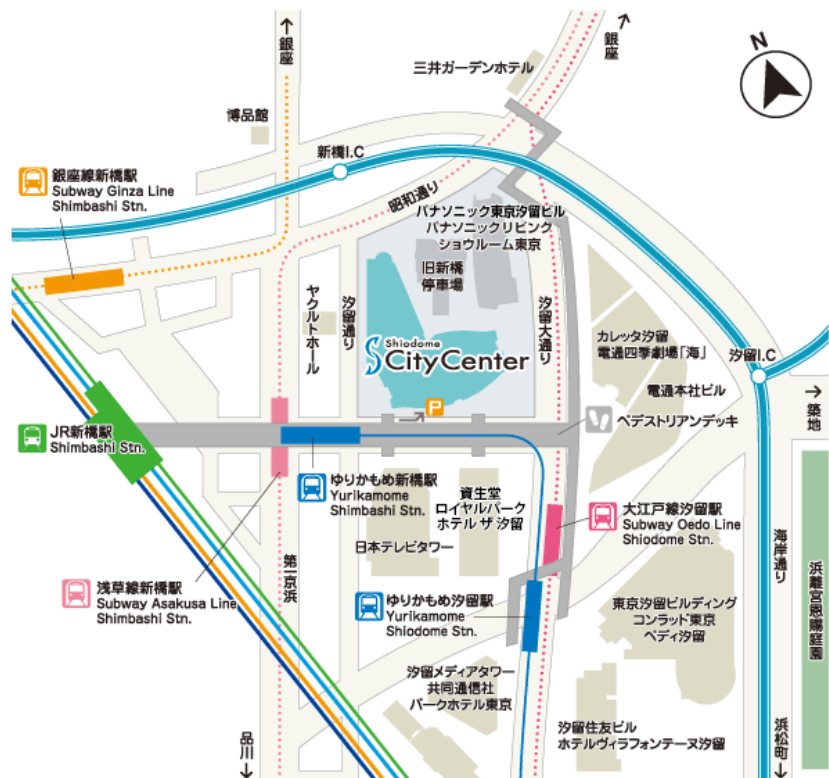 銀座
銀座
N
三井ガーデンホテル
博品館
新橋I.C
銀座線新橋駅
Subway Ginza Line
Shimbashi Stn.
昭和通り
パナソニック東京汐留ビル
パナソニックリビング
ショウルーム東京
旧新橋
停車場
ヤクルトホール
汐留通り
汐留大通り
Shiodome
CityCenter
カレッタ汐留
電通四季劇場「海」
汐留I.C
電通本社ビル
築地
P
ペデストリアンデッキ
JR新橋駅
Shimbashi Stn.
ゆりかもめ新橋駅
Yurikamome
Shimbashi Stn.
資生堂
ロイヤルパーク
ホテル ザ 汐留
大江戸線汐留駅
Subway Oedo Line
Shiodome Stn.
日本テレビタワー
第一京浜
海岸通り
浅草線新橋駅
Subway Asakusa Line
Shimbashi Stn.
ゆりかもめ汐留駅
Yurikamome
Shiodome Stn.
東京汐留ビルディング
コンラッド東京
ペディ汐留
浜離宮恩賜庭園
汐留メディアタワー
共同通信社
パークホテル東京
汐留住友ビル
ホテルヴィラフォンテーヌ汐留
品川
浜松町